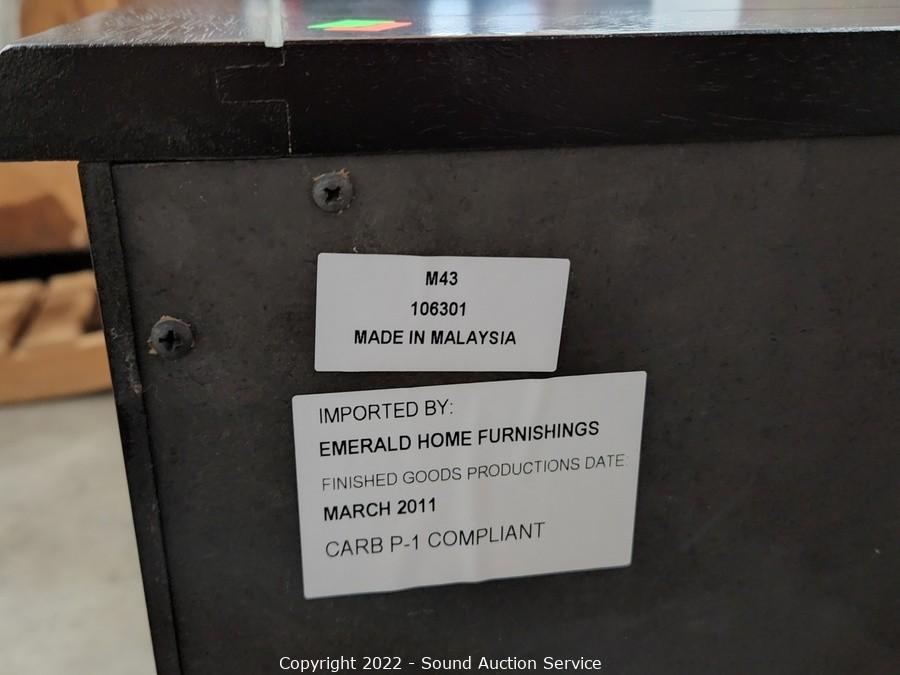 M43
106301
MADE IN MALAYSIA
IMPORTED BY:
EMERALD HOME FURNISHINGS
FINISHED GOODS PRODUCTIONS DATE:
MARCH 2011
CARB P-1 COMPLIANT
Copyright 2022 - Sound Auction Service